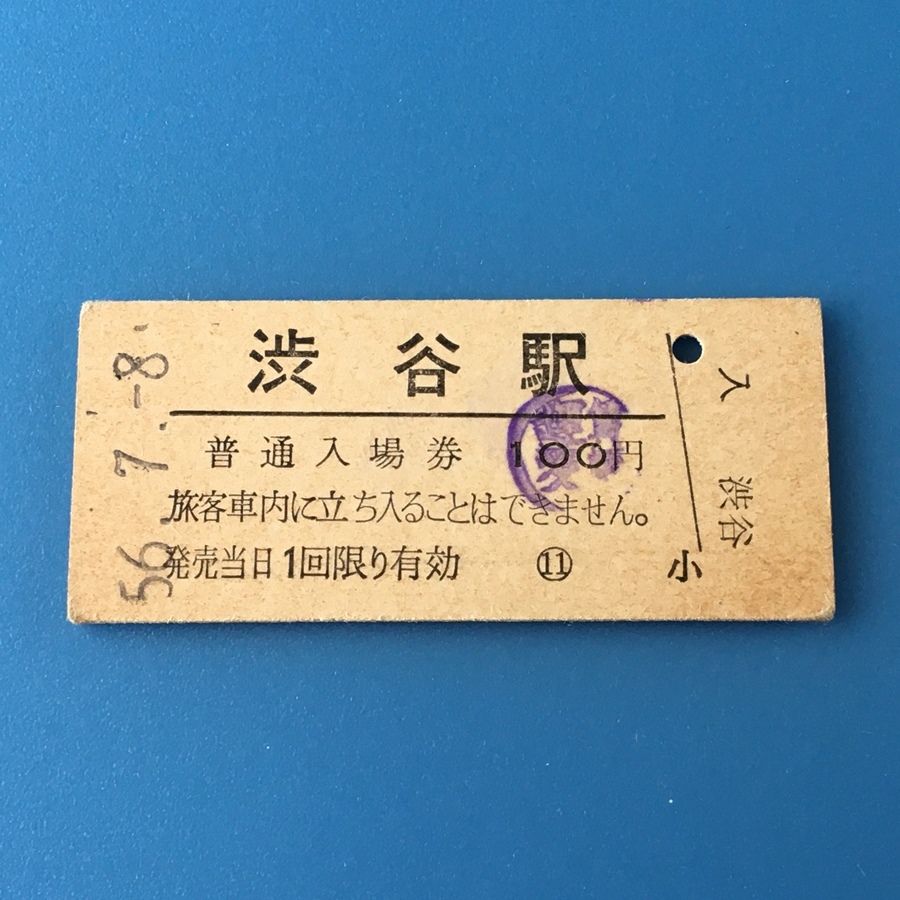 56.-7.-8
渋谷駅
普通入場券 100円
旅客車内に立ち入ることはできません。
発売当日1回限り有効 ⑪
小
入 渋谷